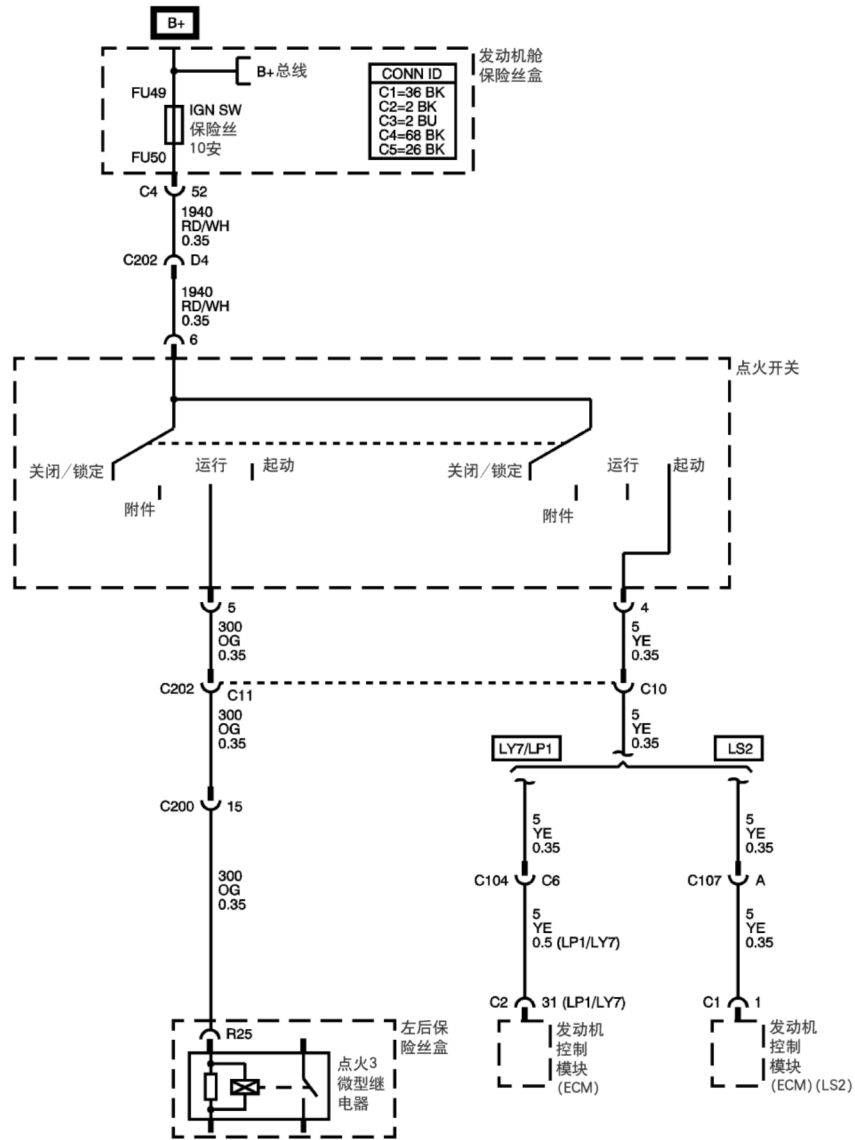 B+
发动机舱
保险丝盒
B+总线
CONN ID
C1=36 BK
C2=2 BK
C3=2 BU
C4=68 BK
C5=26 BK
FU49
IGN SW
保险丝
10安
FU50
C4 52
1940
RD/WH
0.35
C202 D4
1940
RD/WH
0.35
6
点火开关
关闭/锁定
运行
起动
附件
关闭/锁定
运行
起动
附件
5
4
300
OG
0.35
5
YE
0.35
C202 C11
C10
300
OG
0.35
5
YE
0.35
LY7/LP1
LS2
C200 15
5
YE
0.35
5
YE
0.35
300
OG
0.35
C104 C6
C107 A
5
YE
0.5 (LP1/LY7)
5
YE
0.35
C2 31 (LP1/LY7)
C1 1
R25
左后保
险丝盒
点火3
微型继
电器
发动机
控制
模块
(ECM)
发动机
控制
模块
(ECM) (LS2)